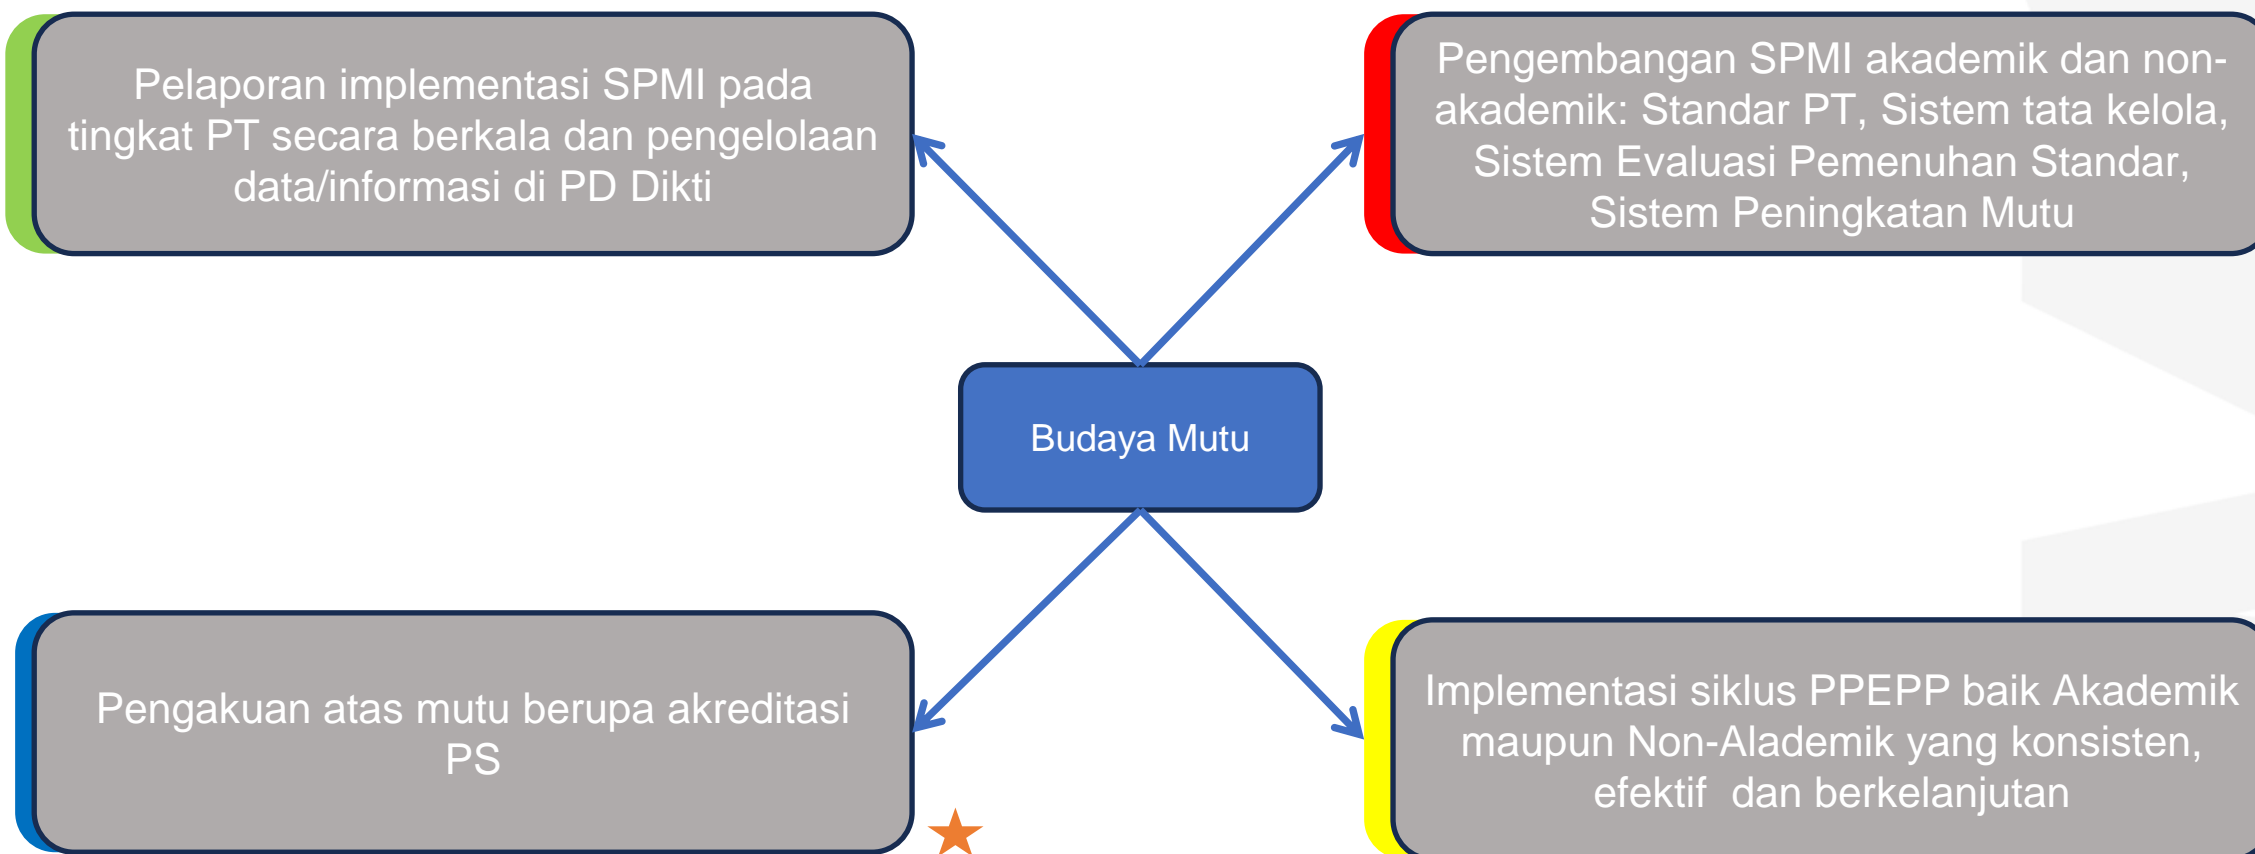 Pelaporan implementasi SPMI pada
tingkat PT secara berkala dan pengelolaan
data/informasi di PD Dikti
Pengembangan SPMI akademik dan non-
akademik: Standar PT, Sistem tata kelola,
Sistem Evaluasi Pemenuhan Standar,
Sistem Peningkatan Mutu
Budaya Mutu
Pengakuan atas mutu berupa akreditasi
PS
Implementasi siklus PPEPP baik Akademik
maupun Non-Alademik yang konsisten,
efektif  dan berkelanjutan